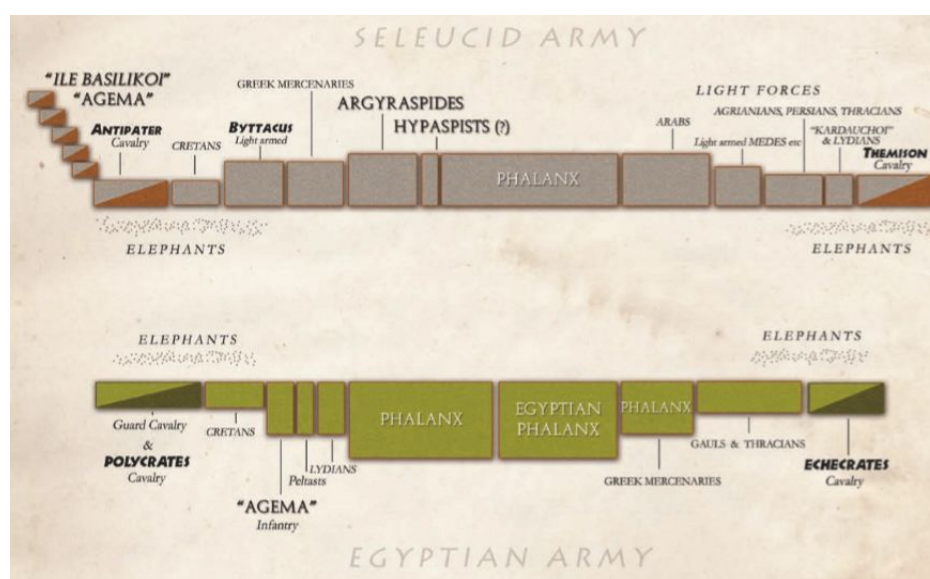 SELEUCID ARMY
"ILE BASILIKOI"
"AGEMA"
ANTIPATER
Cavalry
CRETANS
BYTTACUS
Light armed
GREEK MERCENARIES
ARGYRASPIDES
HYPASPISTS (?)
PHALANX
ARABS
LIGHT FORCES
AGRIANIANS, PERSIANS, THRACIANS
Light armed MEDES etc
"KARDAUCHOI"
& LYDIANS
THEMISON
Cavalry
ELEPHANTS
ELEPHANTS
ELEPHANTS
ELEPHANTS
Guard Cavalry
&
POLYCRATES
Cavalry
CRETANS
"AGEMA"
Infantry
Peltasts
LYDIANS
PHALANX
EGYPTIAN
PHALANX
PHALANX
GREEK MERCENARIES
GAULS & THRACIANS
ECHECRATES
Cavalry
EGYPTIAN ARMY